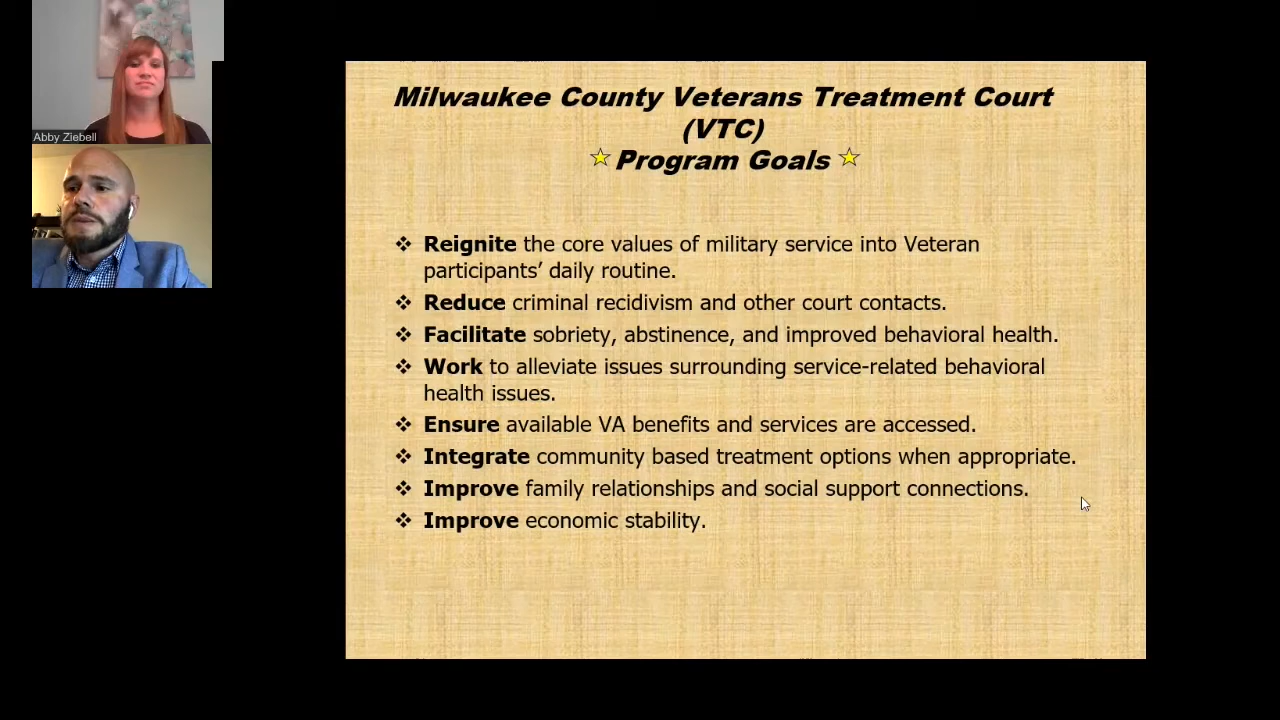 Abby Ziebell
Milwaukee County Veterans Treatment Court
(VTC)
Program Goals
❖ Reignite the core values of military service into Veteran
participants’ daily routine.
❖ Reduce criminal recidivism and other court contacts.
❖ Facilitate sobriety, abstinence, and improved behavioral health.
❖ Work to alleviate issues surrounding service-related behavioral
health issues.
❖ Ensure available VA benefits and services are accessed.
❖ Integrate community based treatment options when appropriate.
❖ Improve family relationships and social support connections.
❖ Improve economic stability.